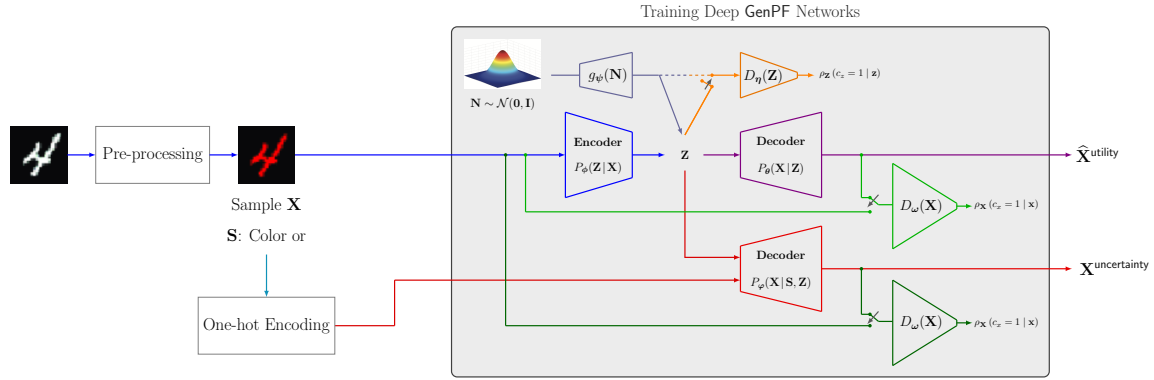 Training Deep GenPF Networks
g_ψ(N)
D_η(Z)
ρ_Z (c_z = 1 | z)
N ∼ 𝒩(0, I)
Pre-processing
Encoder
P_ϕ(Z | X)
Z
Decoder
P_θ(X | Z)
X̂^utility
Sample X
D_ω(X)
ρ_X (c_x = 1 | x)
S: Color or
Decoder
P_φ(X | S, Z)
X^uncertainty
One-hot Encoding
D_ω(X)
ρ_X (c_x = 1 | x)